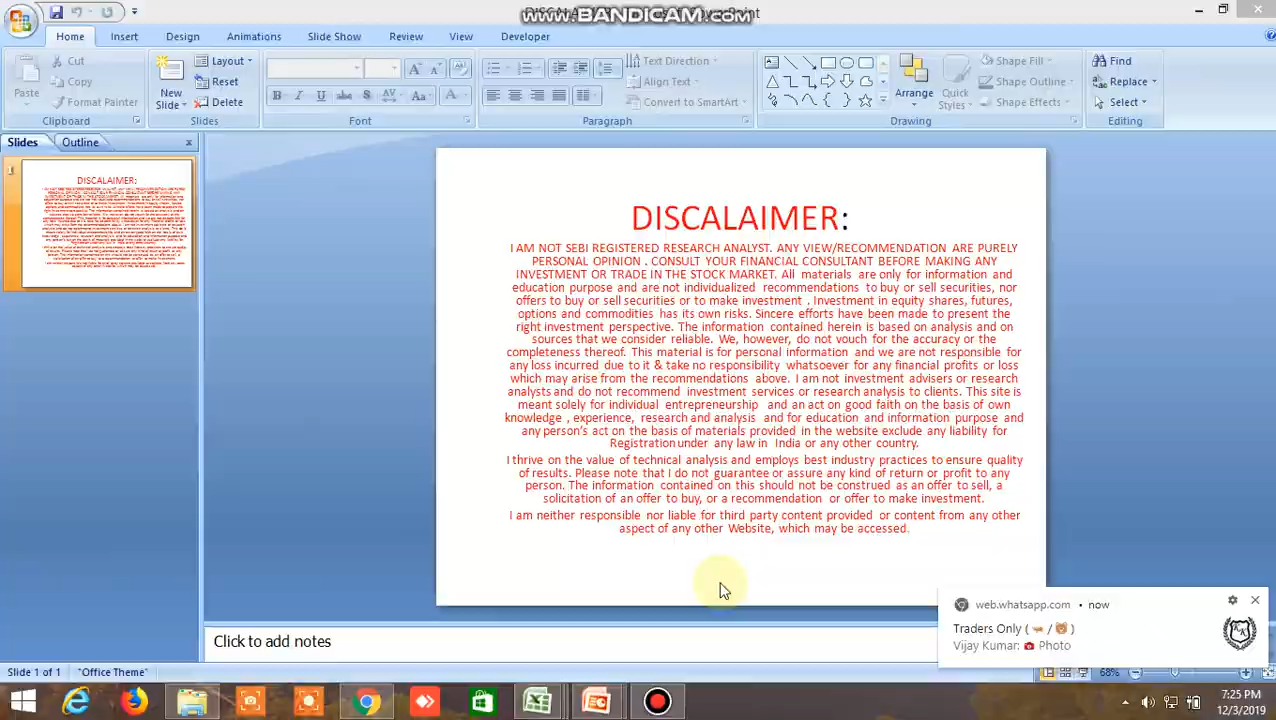 www.BANDICAM.com
Home Insert Design Animations Slide Show Review View Developer
Cut
Copy
Format Painter
Paste
Clipboard
New
Slide
Layout
Reset
Delete
Slides
B I U abc S AV Aa A
Font
Text Direction
Align Text
Convert to SmartArt
Paragraph
Arrange
Quick
Styles
Shape Fill
Shape Outline
Shape Effects
Drawing
Find
Replace
Select
Editing
Slides Outline
1
DISCALAIMER:
DISCALAIMER:
I AM NOT SEBI REGISTERED RESEARCH ANALYST. ANY LEVEL/RECOMMENDATION ARE PURELY
PERSONAL OPINION . CONSULT YOUR FINANCIAL CONSULTANT BEFORE MAKING ANY
INVESTMENT OR TRADE IN THE STOCK MARKET. All materials are only for information and
education purpose and are not individualized recommendations to buy or sell securities, nor
offers to buy or sell securities or to make investment . Investment in equity shares, futures,
options and commodities has its own risks. Sincere efforts have been made to present the
right investment perspective. The information contained herein is based on analysis and on
sources that we consider reliable. We, however, do not vouch for the accuracy or the
completeness thereof. This material is for personal information and we are not responsible for
any loss incurred due to it & take no responsibility whatsoever for any financial profits or loss
which may arise from the recommendations above. I am not investment advisers or research
analysts and do not recommend investment services or research analysis to clients. This site is
meant solely for individual entrepreneurship and an act on good faith on the basis of own
knowledge , experience, research and analysis and for education and information purpose and
any person's act on the basis of materials provided in the website exclude any liability for
Registration under any law in India or any other country.
I thrive on the value of technical analysis and employs best industry practices to ensure quality
of results. Please note that I do not guarantee or assure any kind of return or profit to any
person. The information contained on this should not be construed as an offer to sell, a
solicitation of an offer to buy, or a recommendation or offer to make investment.
I am neither responsible nor liable for third party content provided or content from any other
aspect of any other Website, which may be accessed.
web.whatsapp.com • now
Traders Only ( 🐃 / 🐻 )
Vijay Kumar: 📷 Photo
Click to add notes
Slide 1 of 1 "Office Theme"
68%
7:25 PM
12/3/2019